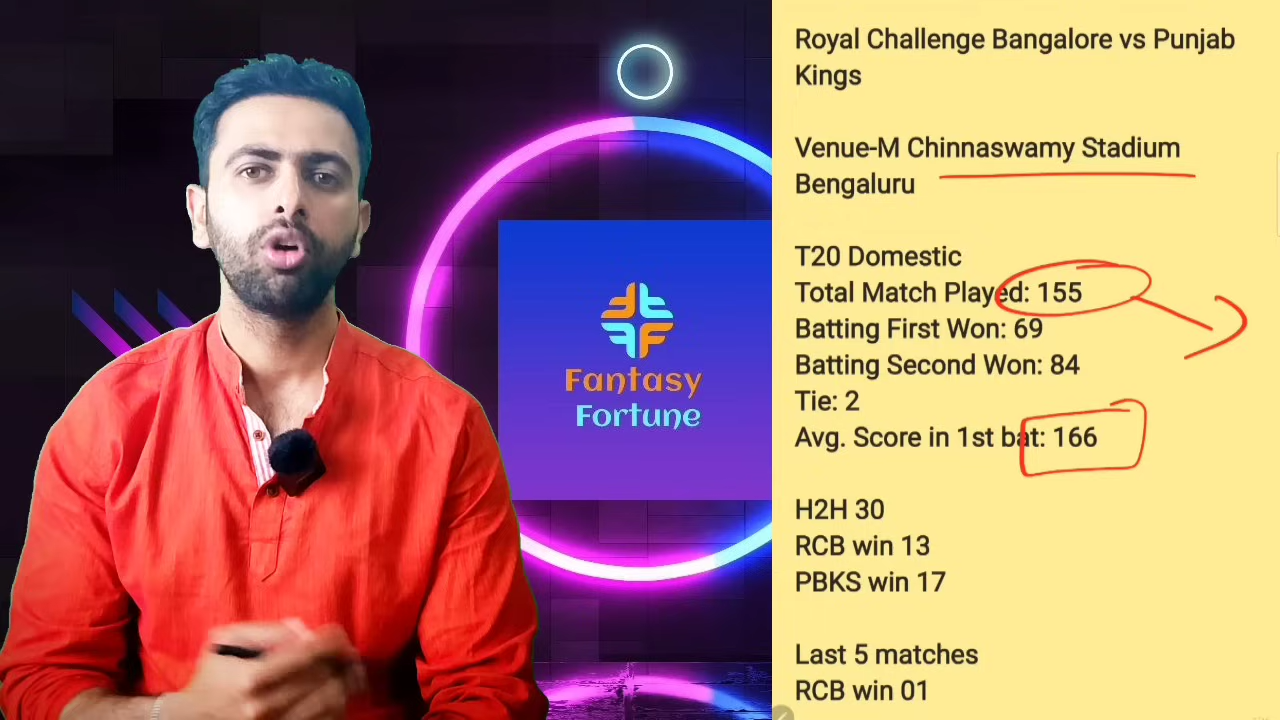 Royal Challenge Bangalore vs Punjab
Kings
Venue-M Chinnaswamy Stadium
Bengaluru
T20 Domestic
Total Match Played: 155
Batting First Won: 69
Batting Second Won: 84
Tie: 2
Avg. Score in 1st bat: 166
H2H 30
RCB win 13
PBKS win 17
Last 5 matches
RCB win 01
Fantasy
Fortune